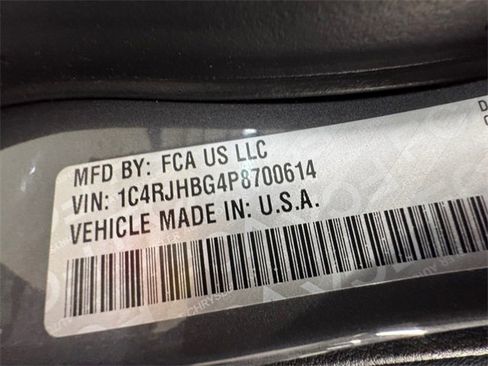 MFD BY: FCA US LLC
VIN: 1C4RJHBG4P8700614
VEHICLE MADE IN: U.S.A.